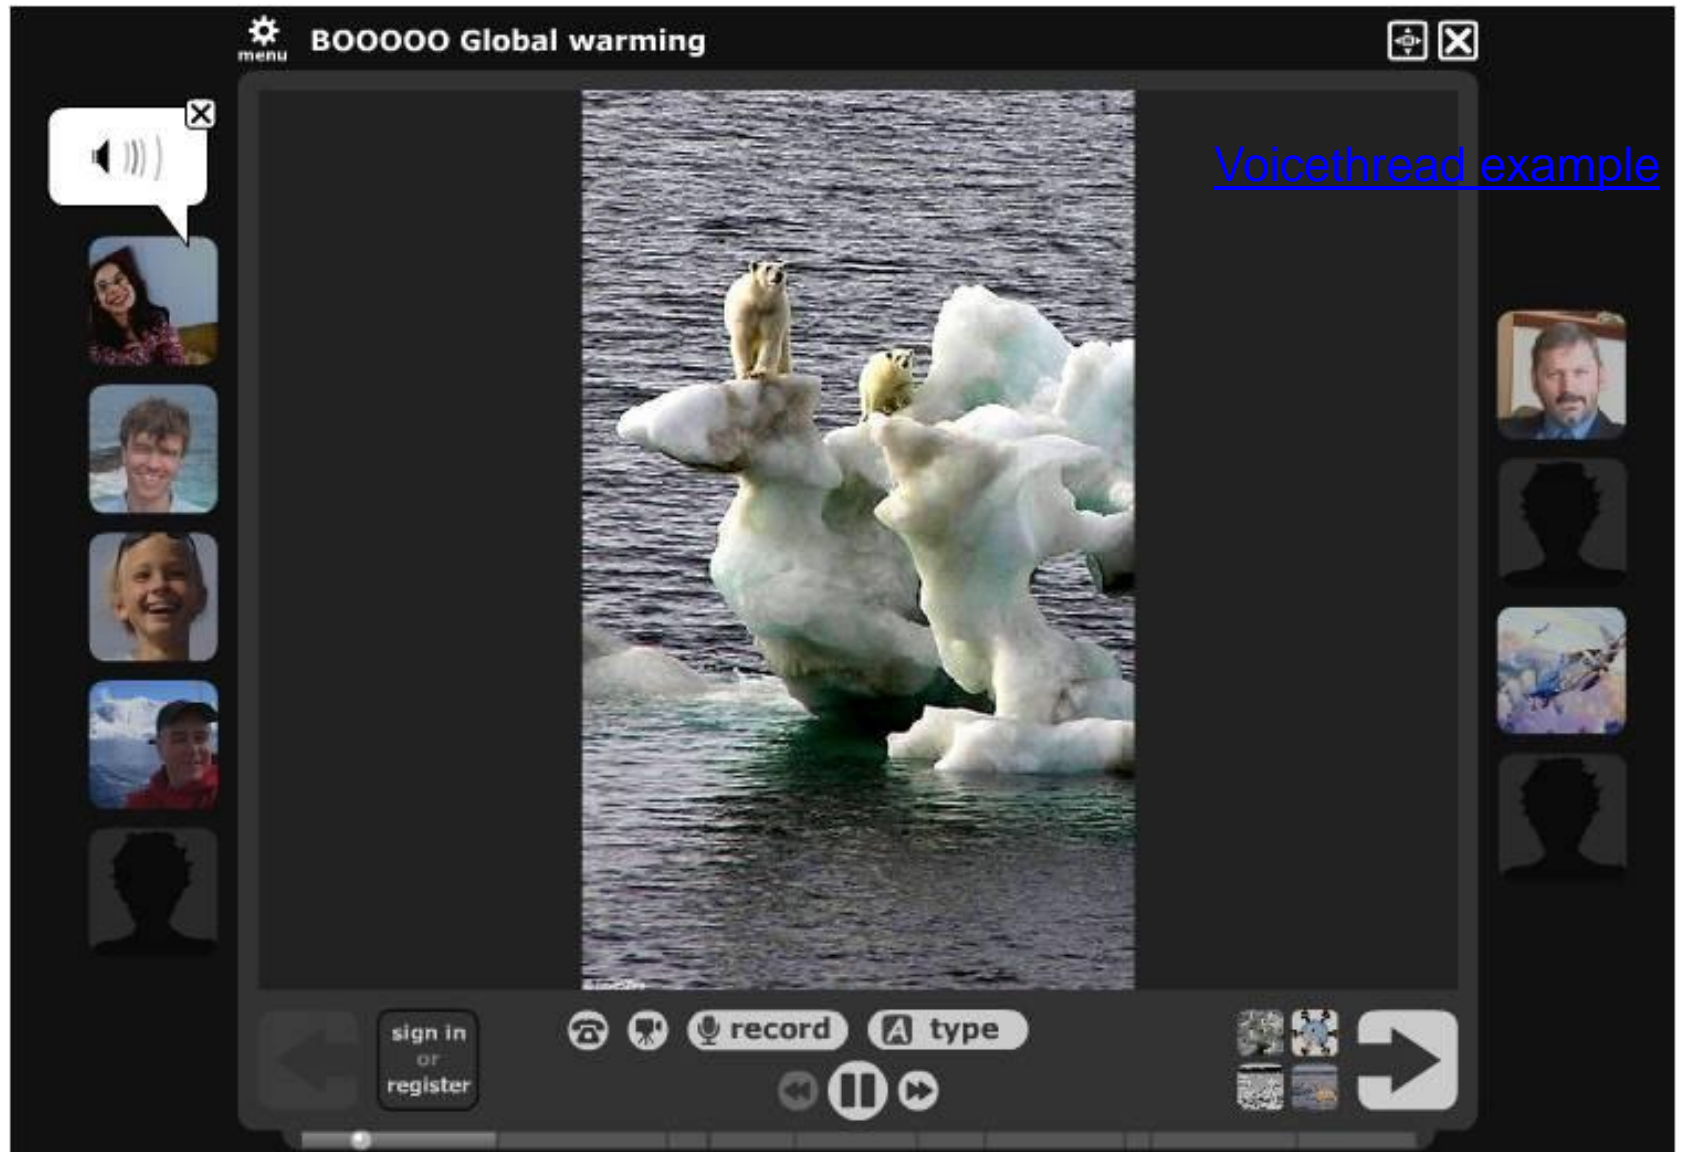 menu
BOOOOO Global warming
Voicethread example
sign in
or
register
record
A type